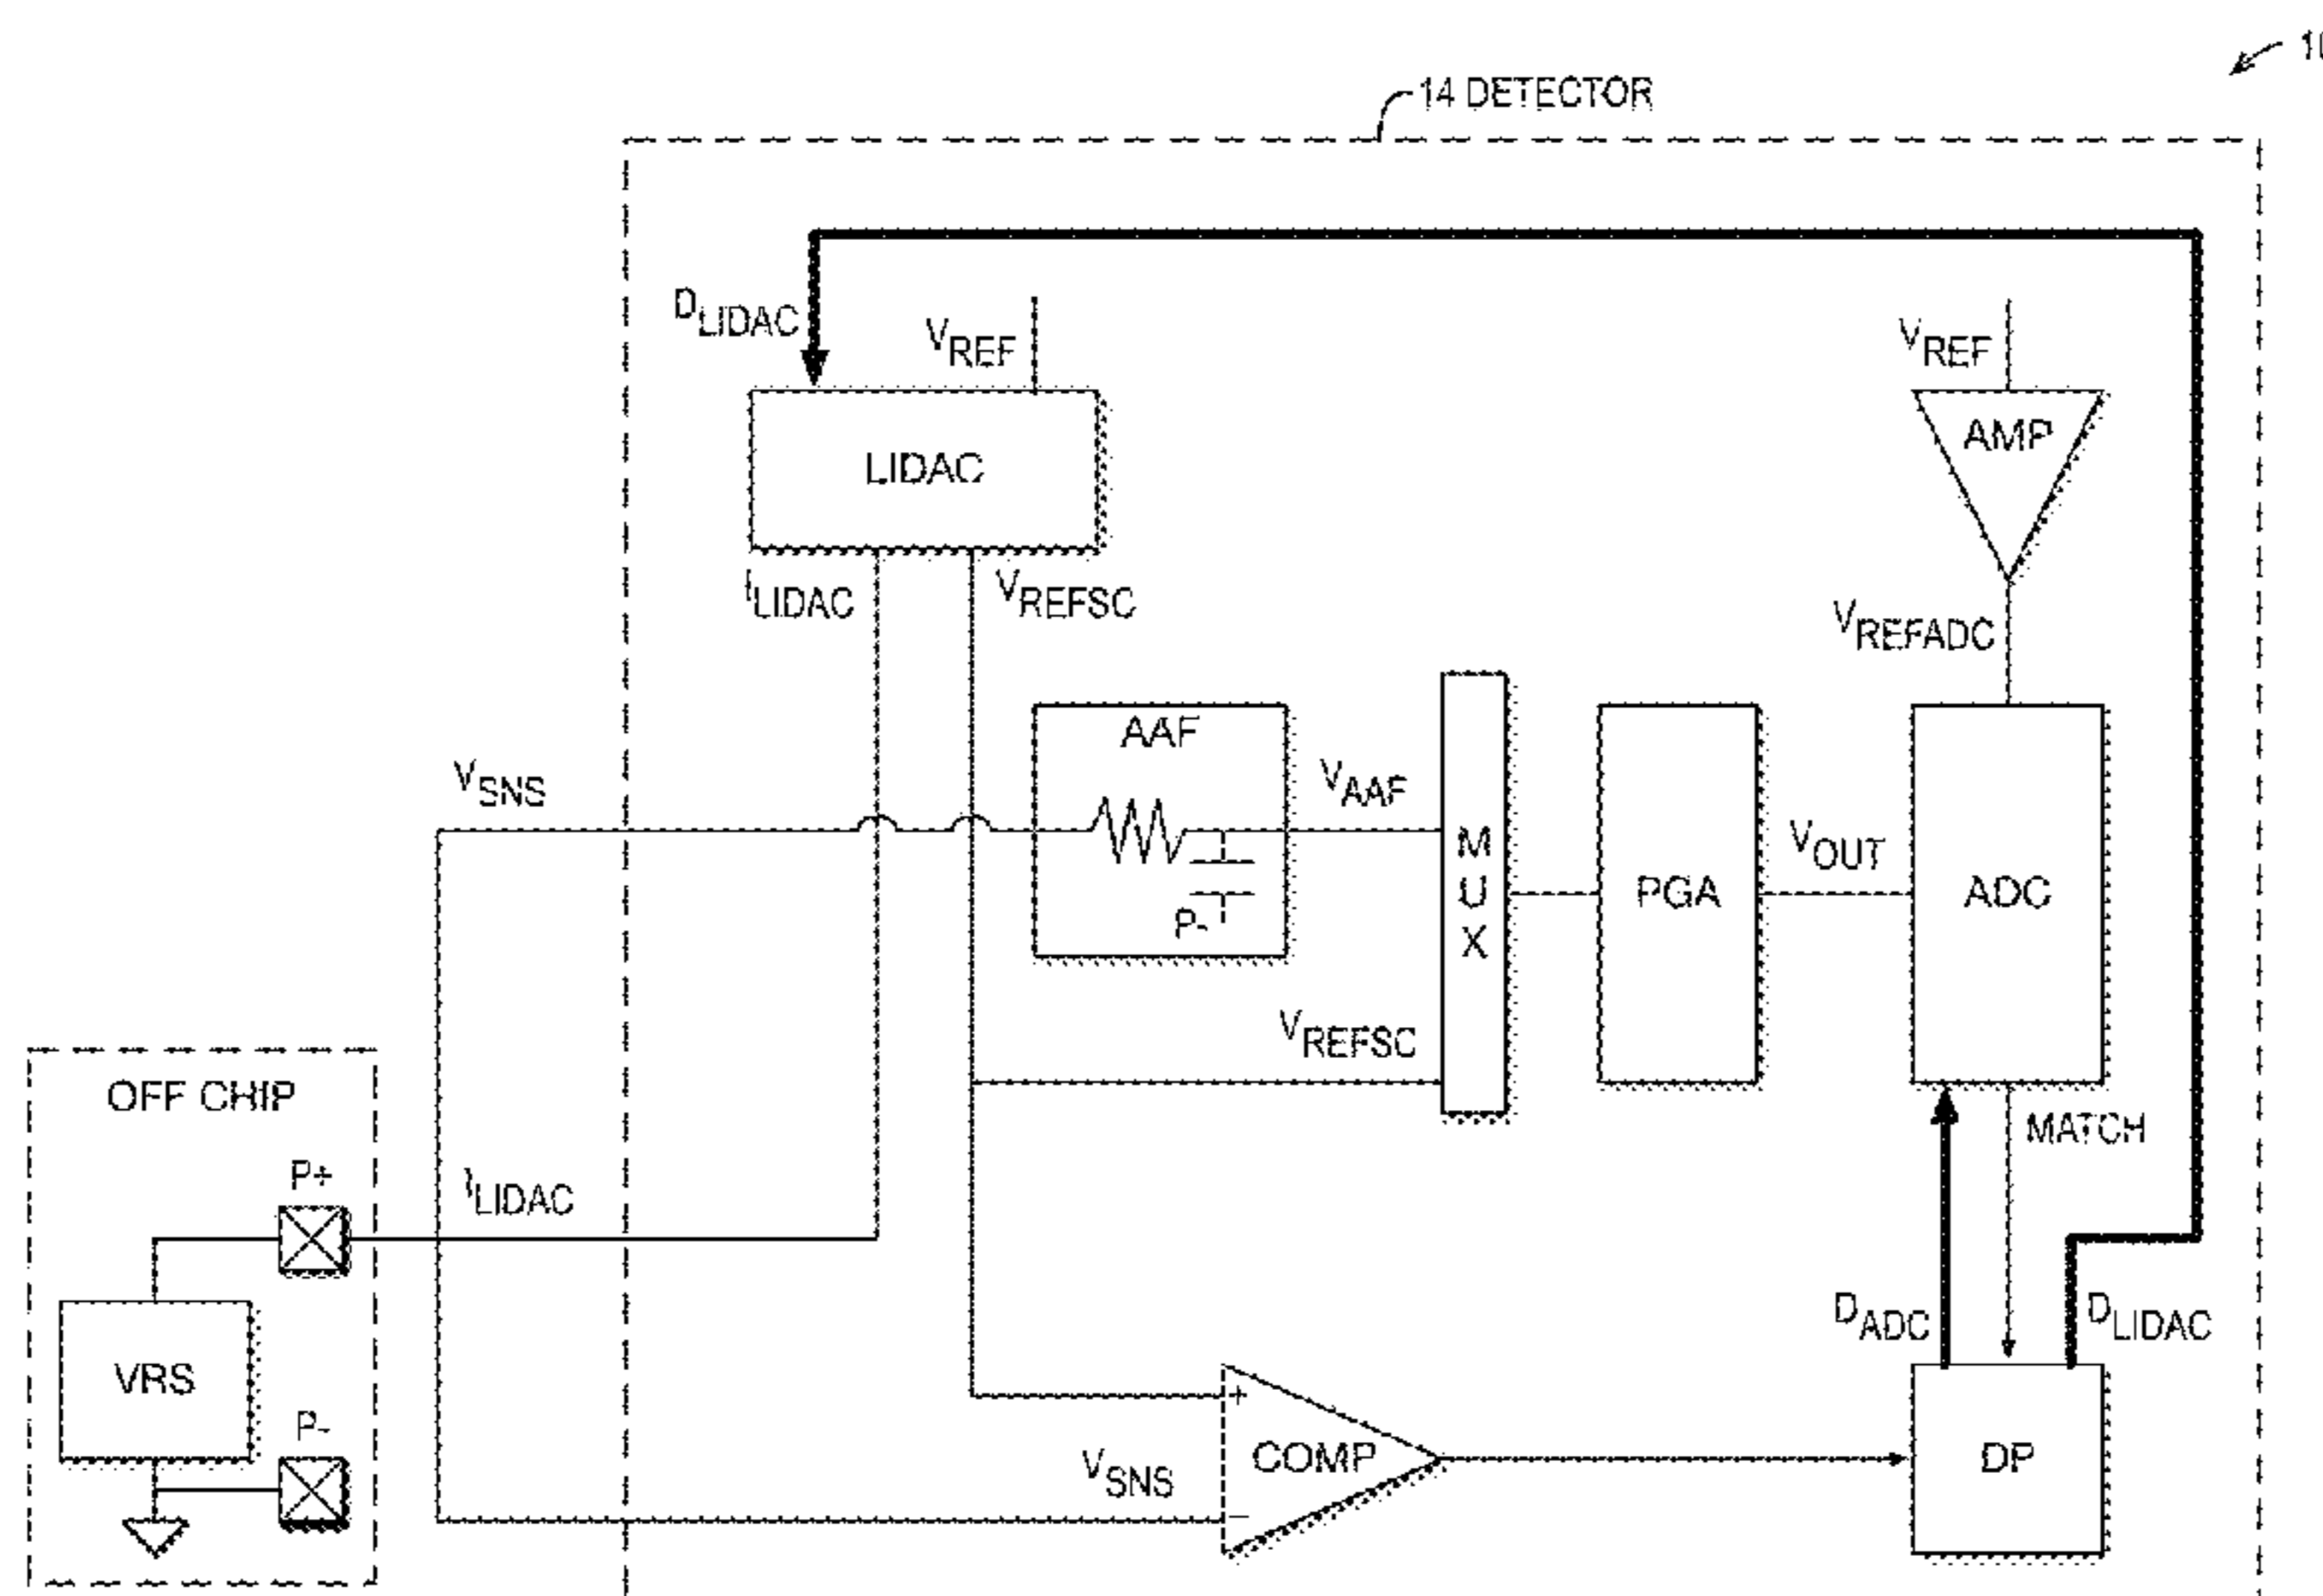 10
14 DETECTOR
DLIDAC
VREF
VREF
AMP
LIDAC
ILIDAC
VREFSC
VREFADC
AAF
VSNS
VAAF
MUX
VOUT
PGA
ADC
P-
VREFSC
OFF CHIP
MATCH
P+
ILIDAC
DADC
DLIDAC
VRS
P-
VSNS
+
COMP
−
DP